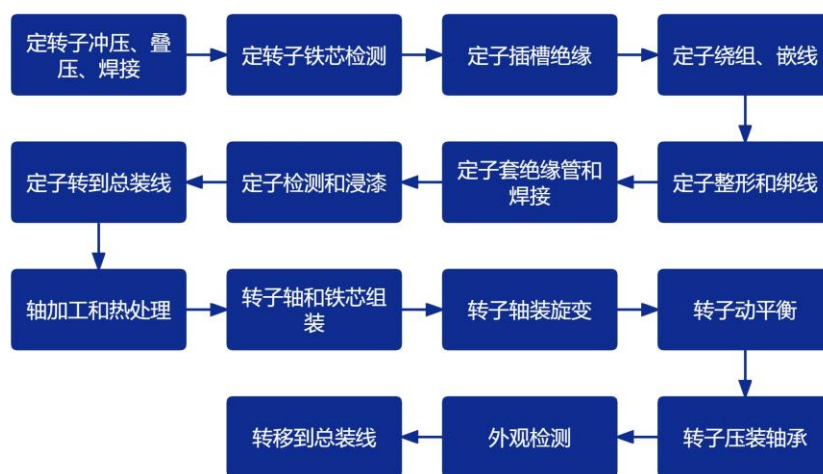 定转子冲压、叠
压、焊接
定转子铁芯检测
定子插槽绝缘
定子绕组、嵌线
定子整形和绑线
定子套绝缘管和
焊接
定子检测和浸漆
定子转到总装线
轴加工和热处理
转子轴和铁芯组
装
转子轴装旋变
转子动平衡
转子压装轴承
外观检测
转移到总装线